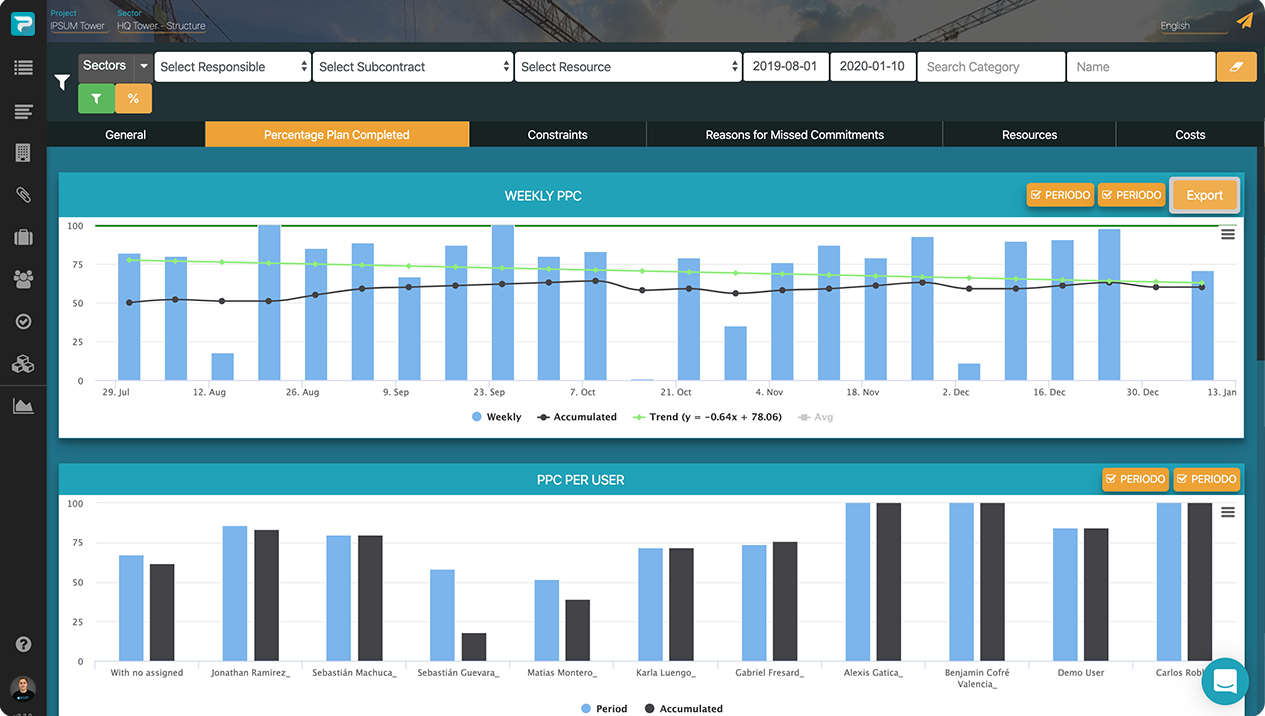 Project
IPSUM Tower
Sector
HQ Tower - Structure
English
Sectors
Select Responsible
Select Subcontract
Select Resource
2019-08-01
2020-01-10
Search Category
Name
%
General
Percentage Plan Completed
Constraints
Reasons for Missed Commitments
Resources
Costs
WEEKLY PPC
PERIODO
PERIODO
Export
100
75
50
25
0
29. Jul
12. Aug
26. Aug
9. Sep
23. Sep
7. Oct
21. Oct
4. Nov
18. Nov
2. Dec
16. Dec
30. Dec
13. Jan
Weekly
Accumulated
Trend (y = −0.64x + 78.06)
Avg
PPC PER USER
PERIODO
PERIODO
100
75
50
25
0
With no assigned
Jonathan Ramirez_
Sebastián Machuca_
Sebastián Guevara_
Matias Montero_
Karla Luengo_
Gabriel Fresard_
Alexis Gatica_
Benjamin Cofré
Valencia_
Demo User
Carlos
Period
Accumulated